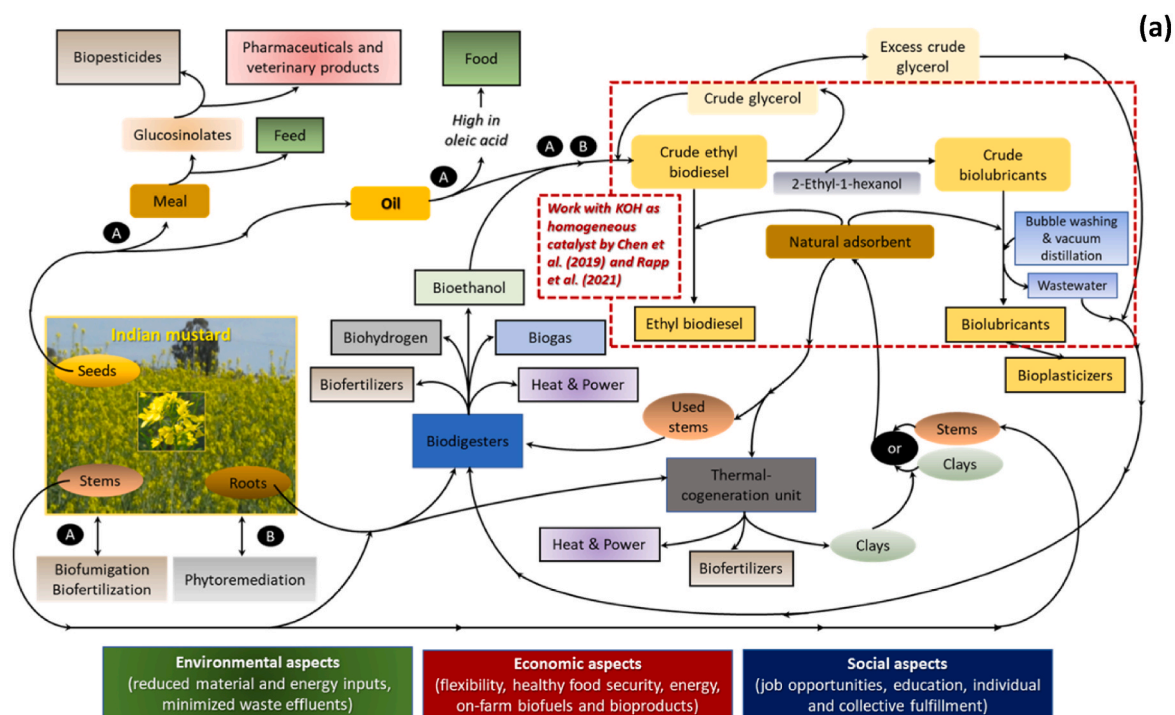 (a)
Biopesticides
Pharmaceuticals and
veterinary products
Food
Excess crude
glycerol
Crude glycerol
Glucosinolates
Feed
High in
oleic acid
A
B
Crude ethyl
biodiesel
Crude
biolubricants
2-Ethyl-1-hexanol
A
Meal
Oil
A
Work with KOH as
homogeneous
catalyst by Chen
et al. (2019) and Rapp
et al. (2021)
Natural adsorbent
Bubble washing
& vacuum
distillation
Wastewater
Bioethanol
Ethyl biodiesel
Biolubricants
Bioplasticizers
Indian mustard
Biohydrogen
Biogas
Seeds
Biofertilizers
Heat & Power
Used
stems
Biodigesters
or
Stems
Clays
Stems
Roots
Thermal-
cogeneration unit
A
B
Heat & Power
Biofertilizers
Clays
Biofumigation
Biofertilization
Phytoremediation
Environmental aspects
(reduced material and energy inputs,
minimized waste effluents)
Economic aspects
(flexibility, healthy food security, energy,
on-farm biofuels and bioproducts)
Social aspects
(job opportunities, education, individual
and collective fulfillment)